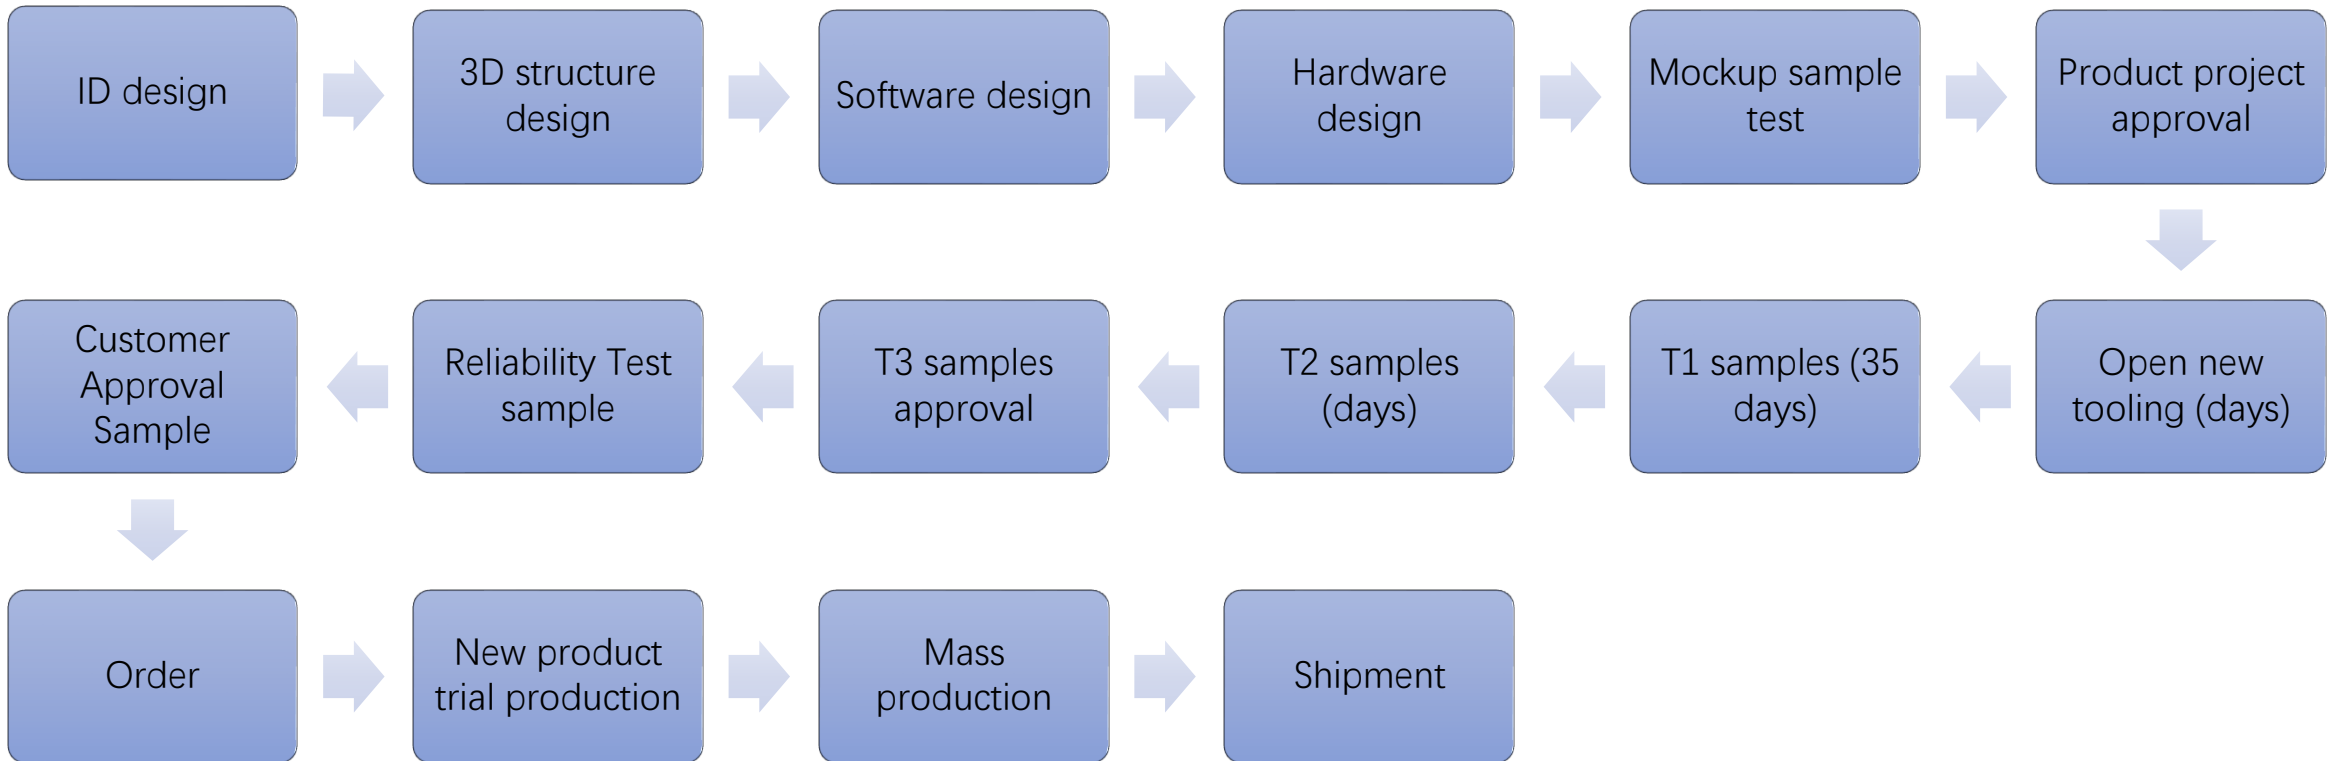 ID design
3D structure
design
Software design
Hardware
design
Mockup sample
test
Product project
approval
Open new
tooling (days)
T1 samples (35
days)
T2 samples
(days)
T3 samples
approval
Reliability Test
sample
Customer
Approval
Sample
Order
New product
trial production
Mass
production
Shipment